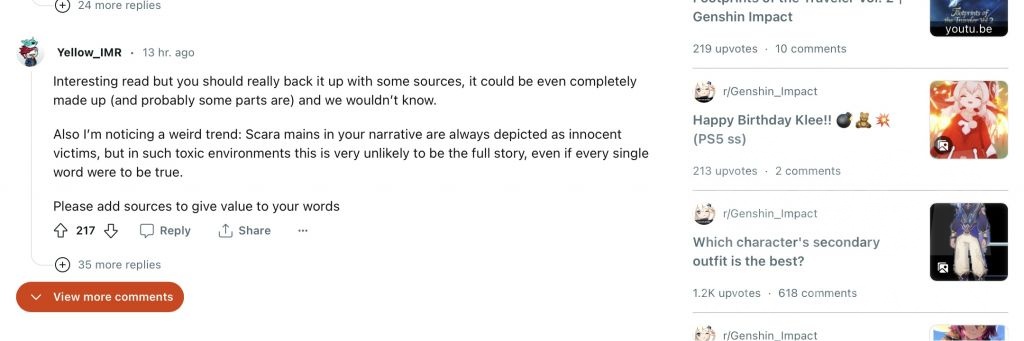 24 more replies
Yellow_IMR · 13 hr. ago
Interesting read but you should really back it up with some sources, it could be even completely
made up (and probably some parts are) and we wouldn't know.
Also I'm noticing a weird trend: Scara mains in your narrative are always depicted as innocent
victims, but in such toxic environments this is very unlikely to be the full story, even if every single
word were to be true.
Please add sources to give value to your words
217 Reply Share ···
35 more replies
View more comments
Footprints of the Traveler Vol. 2 |
Genshin Impact
Footprints of
the Traveler Vol.2
youtu.be
219 upvotes · 10 comments
r/Genshin_Impact
Happy Birthday Klee!! 💣🧸💥
(PS5 ss)
213 upvotes · 2 comments
r/Genshin_Impact
Which character's secondary
outfit is the best?
1.2K upvotes · 618 comments
r/Genshin_Impact